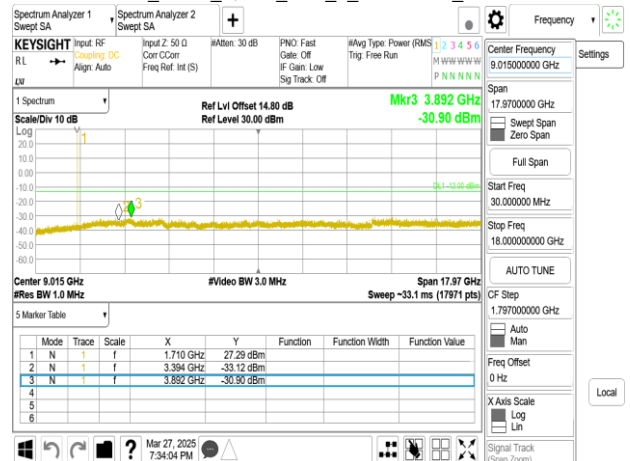 Spectrum Analyzer 1
Swept SA
Spectrum Analyzer 2
Swept SA
+
Frequency
KEYSIGHT
RL
LXI
Input: RF
Coupling: DC
Align: Auto
Input Z: 50 Ω
Corr CCorr
Freq Ref: Int (S)
#Atten: 30 dB
PNO: Fast
Gate: Off
IF Gain: Low
Sig Track: Off
#Avg Type: Power (RMS
Trig: Free Run
1 2 3 4 5 6
M W W W W W
P N N N N N
Center Frequency
9.015000000 GHz
Settings
Span
17.9700000 GHz
Swept Span
Zero Span
Full Span
Start Freq
30.000000 MHz
Stop Freq
18.000000000 GHz
AUTO TUNE
CF Step
1.797000000 GHz
Auto
Man
Freq Offset
0 Hz
X Axis Scale
Log
Lin
Signal Track
(Span Zoom)
Local
1 Spectrum
Scale/Div 10 dB
Ref Lvl Offset 14.80 dB
Ref Level 30.00 dBm
Mkr3 3.892 GHz
-30.90 dBm
Log
20.0
10.0
0.00
-10.0
-20.0
-30.0
-40.0
-50.0
-60.0
1
3
DL1 -13.00 dBm
Center 9.015 GHz
#Res BW 1.0 MHz
#Video BW 3.0 MHz
Span 17.97 GHz
Sweep ~33.1 ms (17971 pts)
5 Marker Table
Mode Trace Scale X Y Function Function Width Function Value
1 N 1 f 1.710 GHz 27.29 dBm
2 N 1 f 3.394 GHz -33.12 dBm
3 N 1 f 3.892 GHz -30.90 dBm
4
5
6
?
Mar 27, 2025
7:34:04 PM